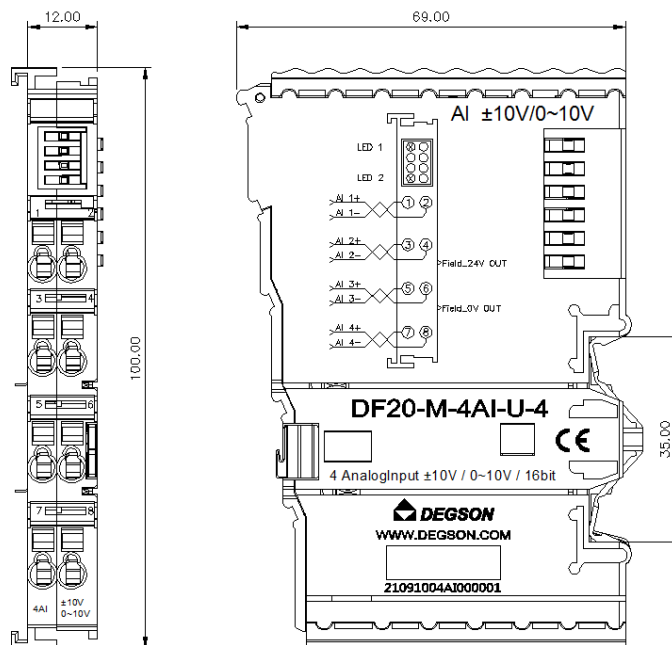 12.00
69.00
100.00
35.00
1 2
3 4
5 6
7 8
4AI
±10V
0~10V
AI ±10V/0~10V
LED 1
LED 2
AI 1+
AI 1-
1 2
AI 2+
AI 2-
3 4
Field_24V OUT
AI 3+
AI 3-
5 6
Field_0V OUT
AI 4+
AI 4-
7 8
DF20-M-4AI-U-4
CE
4 AnalogInput ±10V / 0~10V / 16bit
DEGSON
WWW.DEGSON.COM
21091004AI000001